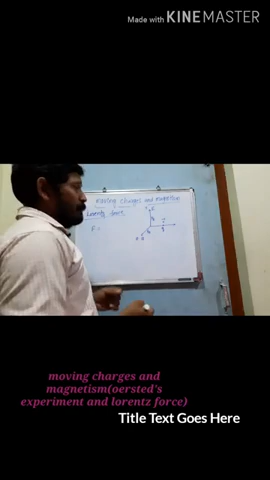 Made with KINEMASTER
moving charges and magnetism
Lorentz force
F =
moving charges and
magnetism(oersted's
experiment and lorentz force)
Title Text Goes Here